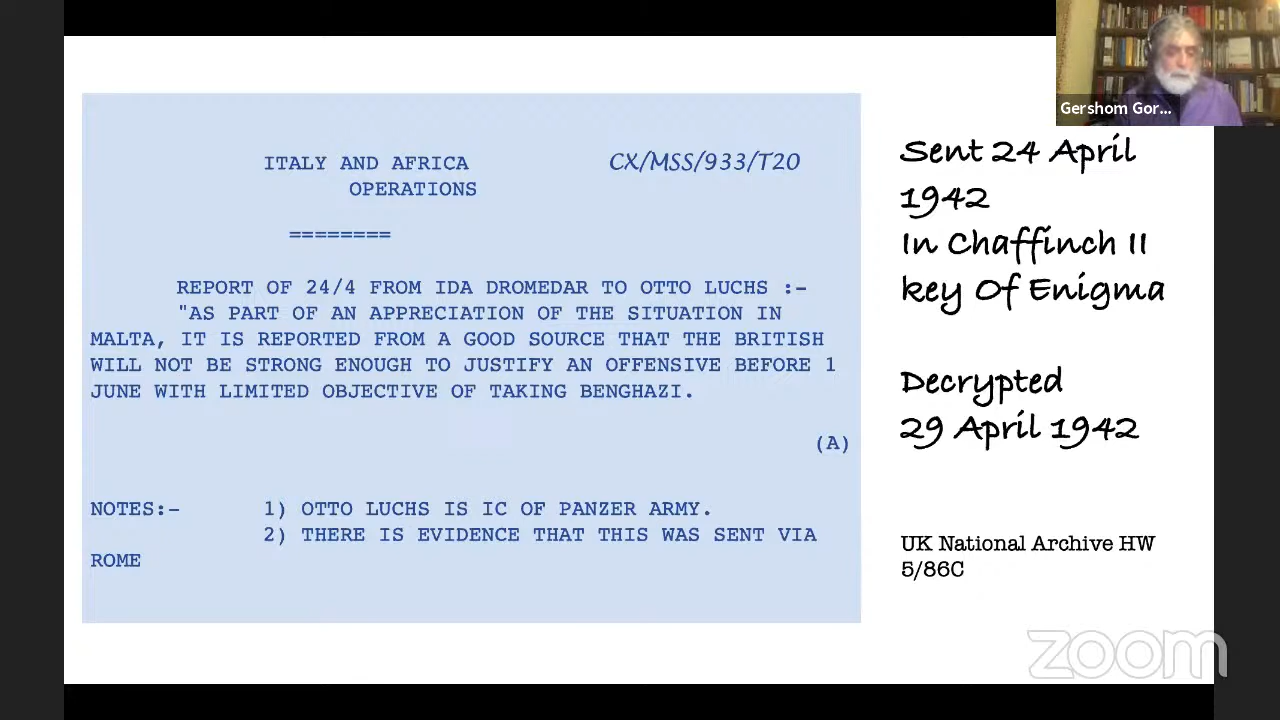 Gershom Gor...
ITALY AND AFRICA CX/MSS/933/T20
OPERATIONS
========
REPORT OF 24/4 FROM IDA DROMEDAR TO OTTO LUCHS :-
"AS PART OF AN APPRECIATION OF THE SITUATION IN
MALTA, IT IS REPORTED FROM A GOOD SOURCE THAT THE BRITISH
WILL NOT BE STRONG ENOUGH TO JUSTIFY AN OFFENSIVE BEFORE 1
JUNE WITH LIMITED OBJECTIVE OF TAKING BENGHAZI.
(A)
NOTES:- 1) OTTO LUCHS IS IC OF PANZER ARMY.
2) THERE IS EVIDENCE THAT THIS WAS SENT VIA
ROME
Sent 24 April
1942
In Chaffinch II
key Of Enigma
Decrypted
29 April 1942
UK National Archive HW
5/86C
zoom